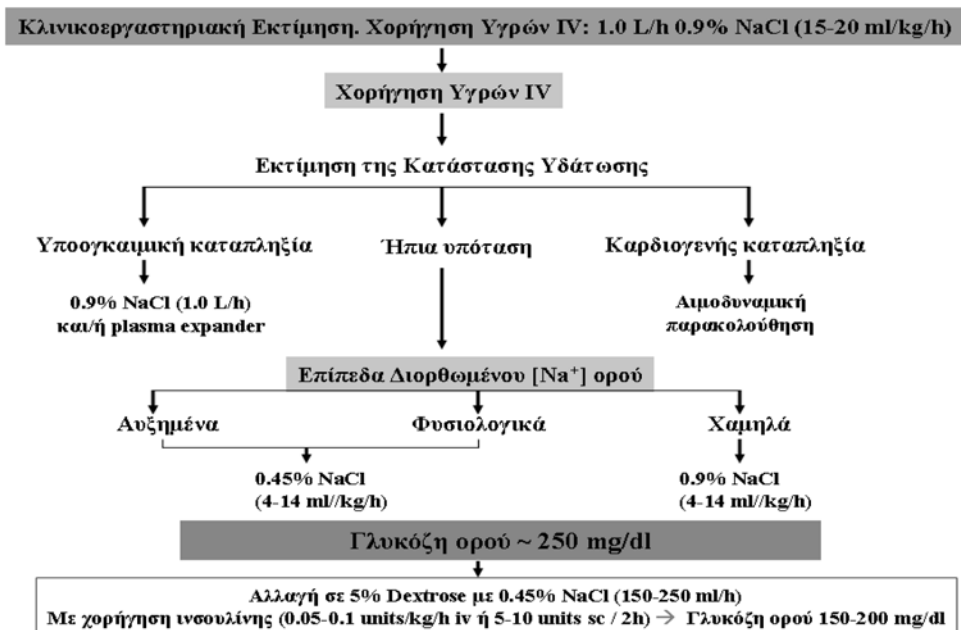 Κλινικοεργαστηριακή Εκτίμηση. Χορήγηση Υγρών IV: 1.0 L/h 0.9% NaCl (15-20 ml/kg/h)
Χορήγηση Υγρών IV
Εκτίμηση της Κατάστασης Υδάτωσης
Υποογκαιμική καταπληξία
Ήπια υπόταση
Καρδιογενής καταπληξία
0.9% NaCl (1.0 L/h)
και/ή plasma expander
Αιμοδυναμική
παρακολούθηση
Επίπεδα Διορθωμένου [Na⁺] ορού
Αυξημένα
Φυσιολογικά
Χαμηλά
0.45% NaCl
(4-14 ml//kg/h)
0.9% NaCl
(4-14 ml//kg/h)
Γλυκόζη ορού ~ 250 mg/dl
Αλλαγή σε 5% Dextrose με 0.45% NaCl (150-250 ml/h)
Με χορήγηση ινσουλίνης (0.05-0.1 units/kg/h iv ή 5-10 units sc / 2h) → Γλυκόζη ορού 150-200 mg/dl